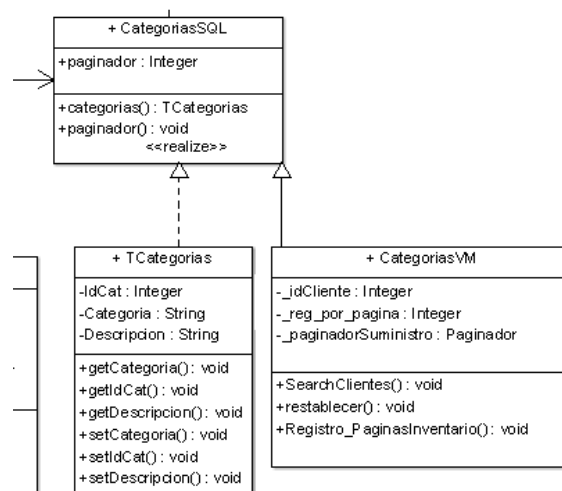 + CategoriasSQL
+paginador : Integer
+categorias() : TCategorias
+paginador() : void
<<realize>>
+ TCategorias
-IdCat : Integer
-Categoria : String
-Descripcion : String
+getCategoria() : void
+getIdCat() : void
+getDescripcion() : void
+setCategoria() : void
+setIdCat() : void
+setDescripcion() : void
+ CategoriasVM
-_idCliente : Integer
-_reg_por_pagina : Integer
-_paginadorSuministro : Paginador
+SearchClientes() : void
+restablecer() : void
+Registro_PaginasInventario() : void